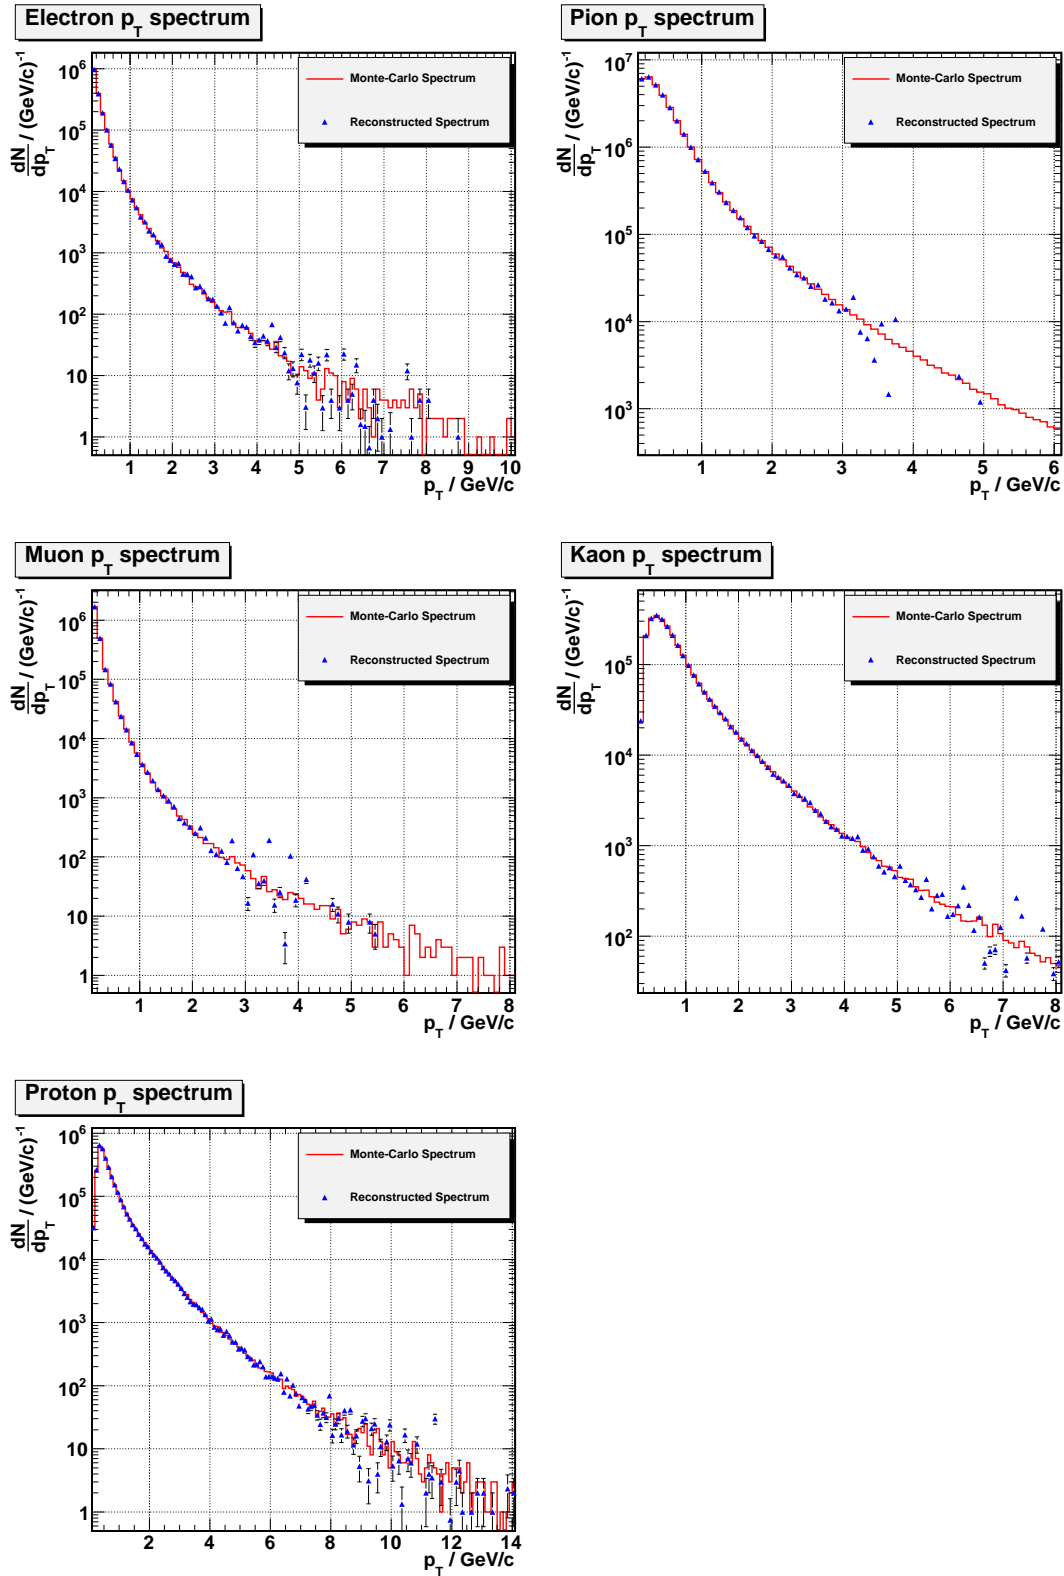 Electron p_T spectrum
dN/dp_T / (GeV/c)^-1
10^6
10^5
10^4
10^3
10^2
10
1
Monte-Carlo Spectrum
Reconstructed Spectrum
1 2 3 4 5 6 7 8 9 10
p_T / GeV/c
Pion p_T spectrum
dN/dp_T / (GeV/c)^-1
10^7
10^6
10^5
10^4
10^3
Monte-Carlo Spectrum
Reconstructed Spectrum
1 2 3 4 5 6
p_T / GeV/c
Muon p_T spectrum
dN/dp_T / (GeV/c)^-1
10^6
10^5
10^4
10^3
10^2
10
1
Monte-Carlo Spectrum
Reconstructed Spectrum
1 2 3 4 5 6 7 8
p_T / GeV/c
Kaon p_T spectrum
dN/dp_T / (GeV/c)^-1
10^5
10^4
10^3
10^2
Monte-Carlo Spectrum
Reconstructed Spectrum
1 2 3 4 5 6 7 8
p_T / GeV/c
Proton p_T spectrum
dN/dp_T / (GeV/c)^-1
10^6
10^5
10^4
10^3
10^2
10
1
Monte-Carlo Spectrum
Reconstructed Spectrum
2 4 6 8 10 12 14
p_T / GeV/c